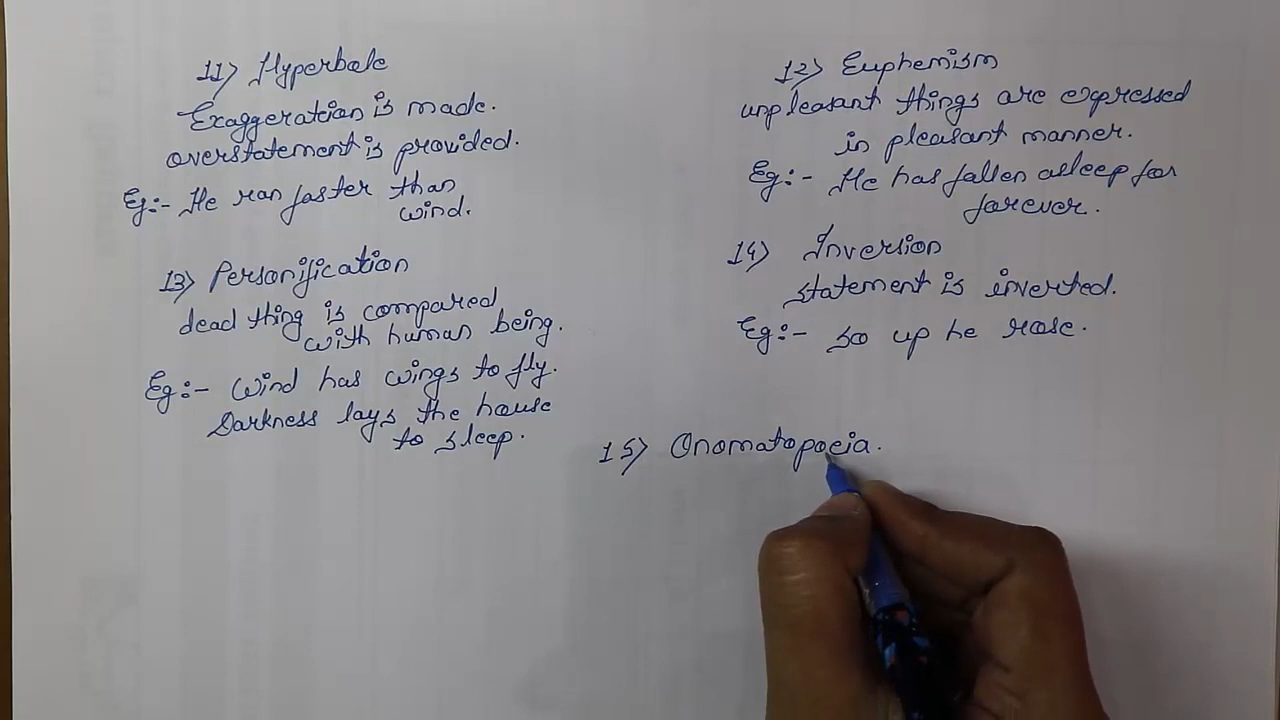 11) Hyperbole
Exaggeration is made.
overstatement is provided.
Eg:- He ran faster than
wind.
12) Euphemism
unpleasant things are expressed
in pleasant manner.
Eg:- He has fallen asleep for
forever.
13) Personification
dead thing is compared
with human being.
Eg:- Wind has wings to fly.
Darkness lays the house
to sleep.
14) Inversion
statement is inverted.
Eg:- so up he rose.
15) Onomatopoeia.